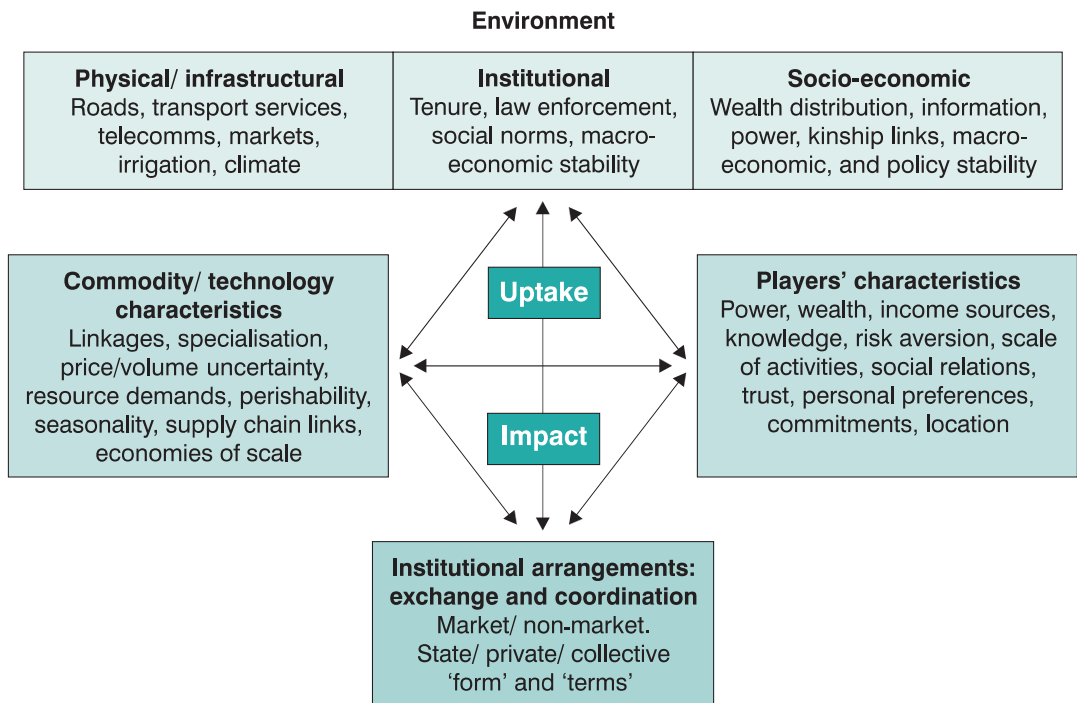 Environment
Physical/ infrastructural
Roads, transport services,
telecomms, markets,
irrigation, climate
Institutional
Tenure, law enforcement,
social norms, macro-
economic stability
Socio-economic
Wealth distribution, information,
power, kinship links, macro-
economic, and policy stability
Commodity/ technology
characteristics
Linkages, specialisation,
price/volume uncertainty,
resource demands, perishability,
seasonality, supply chain links,
economies of scale
Uptake
Impact
Players’ characteristics
Power, wealth, income sources,
knowledge, risk aversion, scale
of activities, social relations,
trust, personal preferences,
commitments, location
Institutional arrangements:
exchange and coordination
Market/ non-market.
State/ private/ collective
‘form’ and ‘terms’